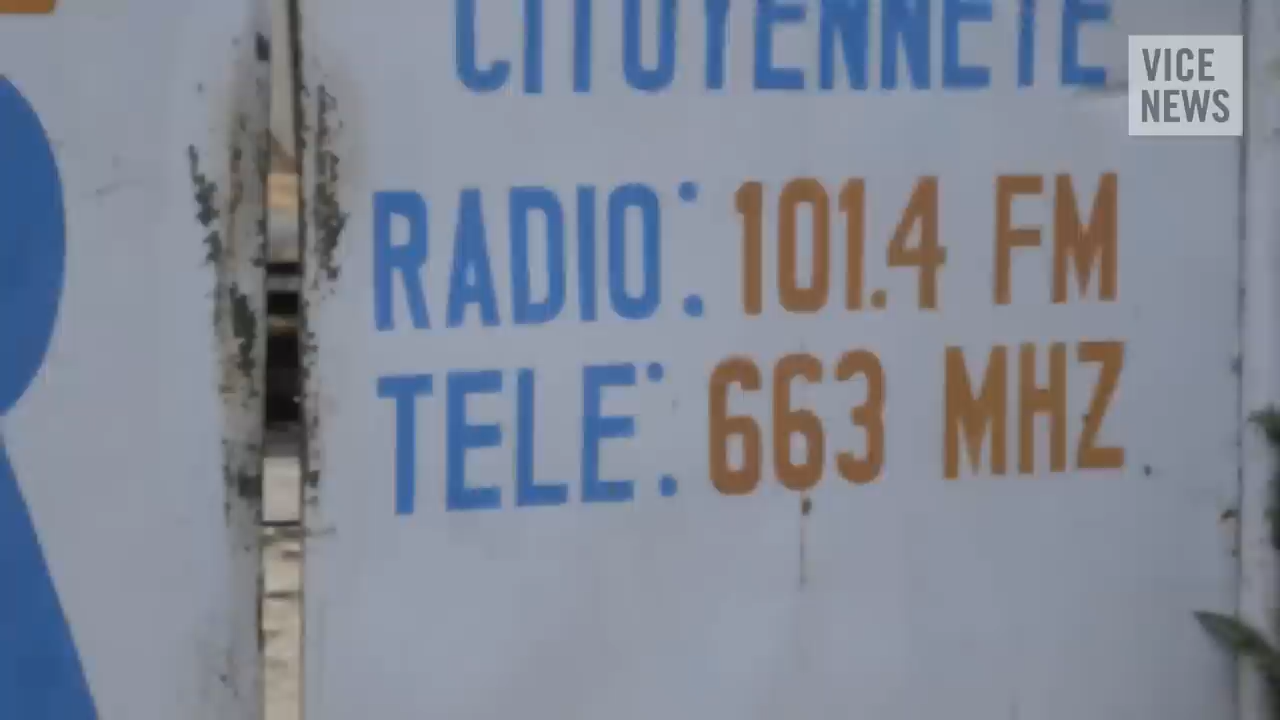 CITOYENNETE
VICE
NEWS
RADIO: 101.4 FM
TELE: 663 MHZ